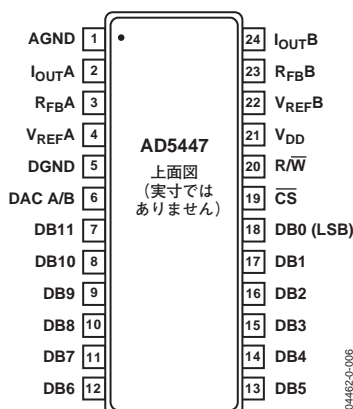 AGND 1
IOUTA 2
RFBA 3
VREFA 4
DGND 5
DAC A/B 6
DB11 7
DB10 8
DB9 9
DB8 10
DB7 11
DB6 12
AD5447
上面図
(実寸では
ありません)
24 IOUTB
23 RFBB
22 VREFB
21 VDD
20 R/W̅
19 C̅S̅
18 DB0 (LSB)
17 DB1
16 DB2
15 DB3
14 DB4
13 DB5
04462-0-006